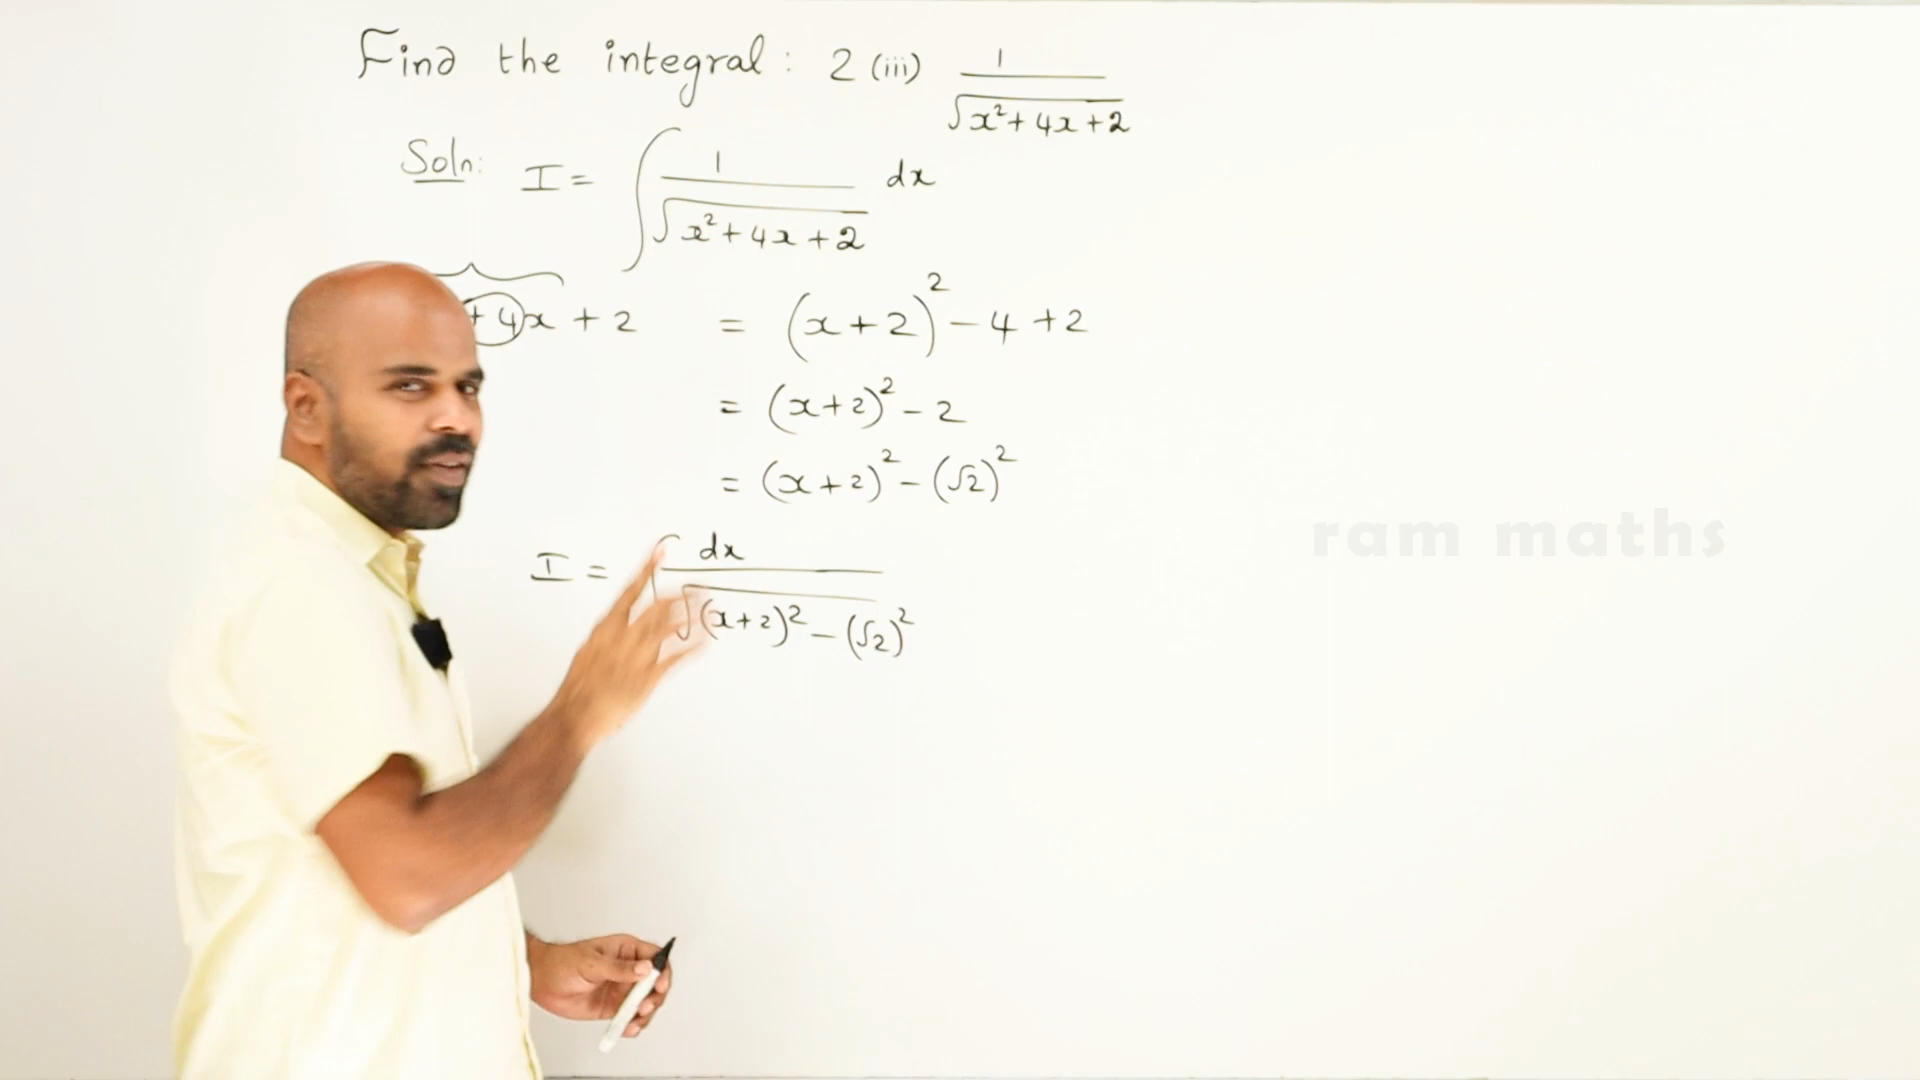 Find the integral: 2 (iii) 1/√(x²+4x+2)
Soln: I = ∫ 1/√(x²+4x+2) dx
+4x+2 = (x+2)² - 4 + 2
= (x+2)² - 2
= (x+2)² - (√2)²
I = ∫ dx/√((x+2)² - (√2)²)
ram maths